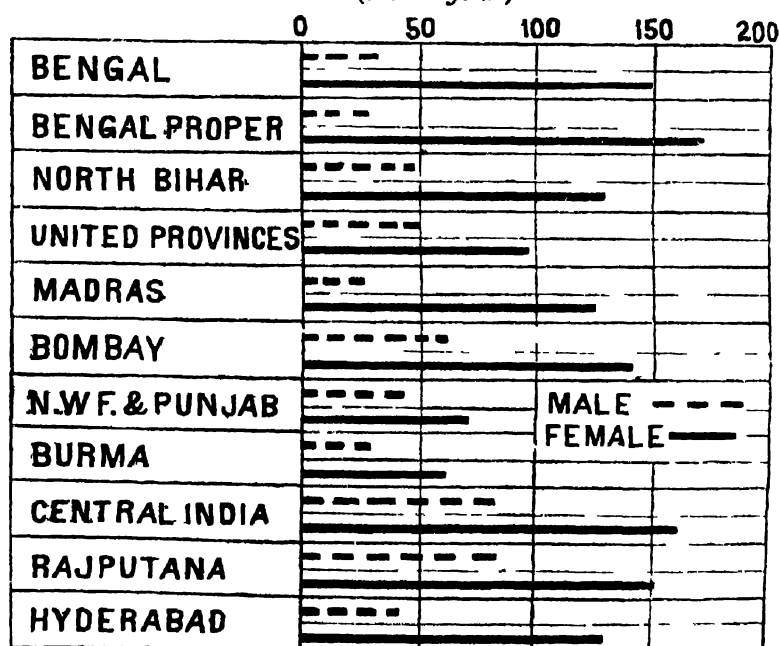 0 50 100 150 200
BENGAL
BENGAL PROPER
NORTH BIHAR
UNITED PROVINCES
MADRAS
BOMBAY
N.W F. & PUNJAB
MALE
FEMALE
BURMA
CENTRAL INDIA
RAJPUTANA
HYDERABAD